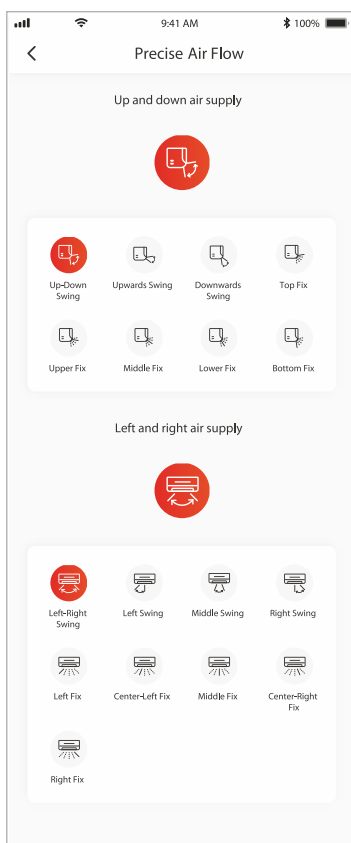 9:41 AM
100%
Precise Air Flow
Up and down air supply
Up-Down
Swing
Upwards Swing
Downwards
Swing
Top Fix
Upper Fix
Middle Fix
Lower Fix
Bottom Fix
Left and right air supply
Left-Right
Swing
Left Swing
Middle Swing
Right Swing
Left Fix
Center-Left Fix
Middle Fix
Center-Right
Fix
Right Fix